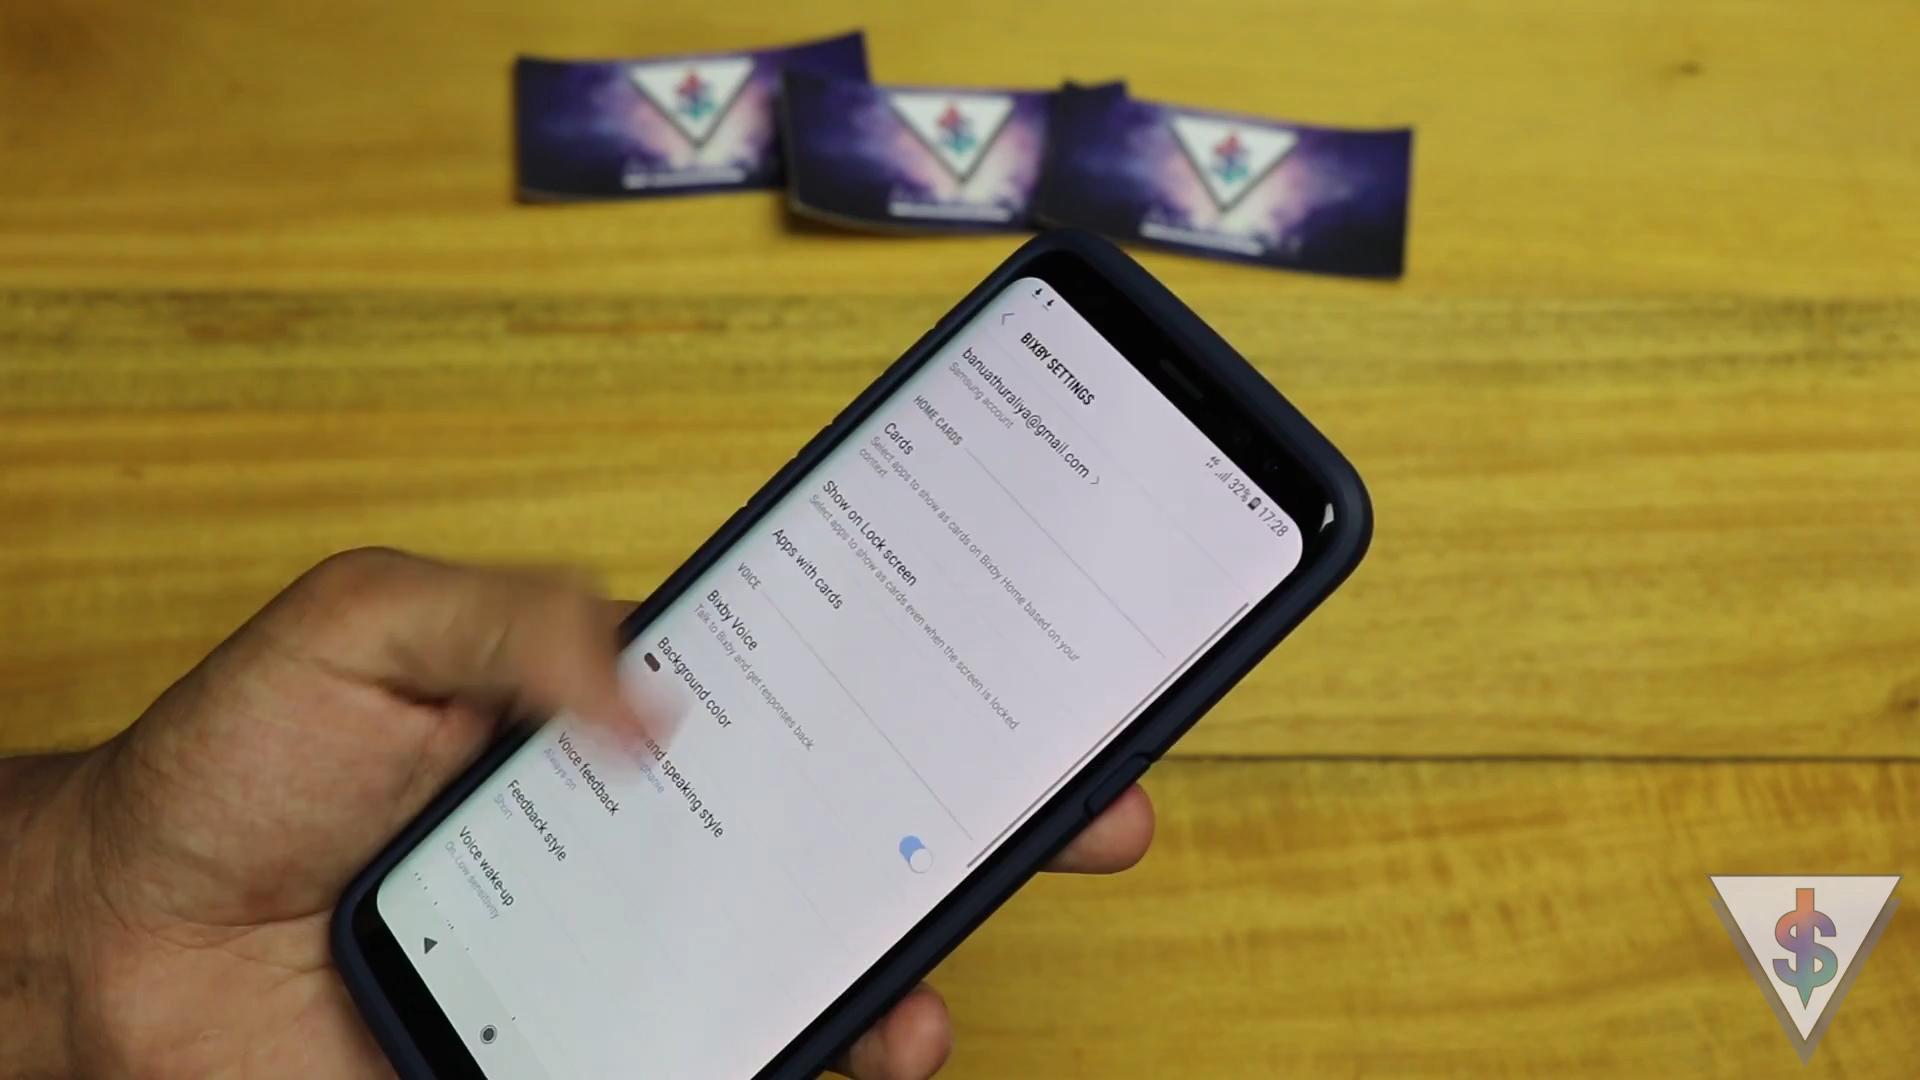 32% 17:28
BIXBY SETTINGS
banuathuraliya@gmail.com
Samsung account
HOME CARDS
Cards
Select apps to show as cards on Bixby Home based on your
context.
Show on Lock screen
Select apps to show as cards even when the screen is locked.
Apps with cards
VOICE
Bixby Voice
Talk to Bixby and get responses back.
Background color
and speaking style
Voice feedback
Always on
Feedback style
Short
Voice wake-up
On, Low sensitivity
$